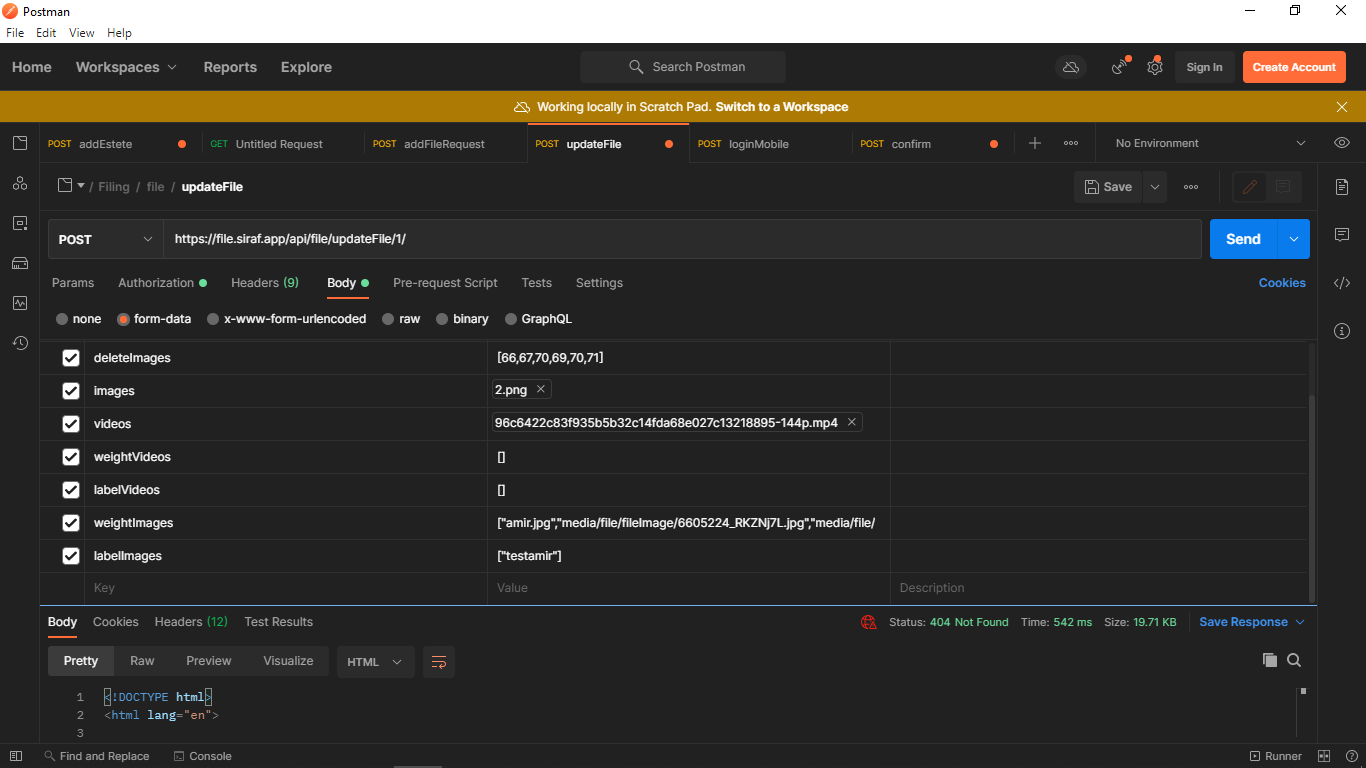 Postman
File Edit View Help
Home Workspaces Reports Explore Search Postman Sign In Create Account
Working locally in Scratch Pad. Switch to a Workspace
POST addEstete GET Untitled Request POST addFileRequest POST updateFile POST loginMobile POST confirm No Environment
/ Filing / file / updateFile Save
POST https://file.siraf.app/api/file/updateFile/1/ Send
Params Authorization Headers (9) Body Pre-request Script Tests Settings Cookies
none form-data x-www-form-urlencoded raw binary GraphQL
deleteImages [66,67,70,69,70,71]
images 2.png
videos 96c6422c83f935b5b32c14fda68e027c13218895-144p.mp4
weightVideos []
labelVideos []
weightImages ["amir.jpg","media/file/fileImage/6605224_RKZNj7L.jpg","media/file/
labelImages ["testamir"]
Key Value Description
Body Cookies Headers (12) Test Results Status: 404 Not Found Time: 542 ms Size: 19.71 KB Save Response
Pretty Raw Preview Visualize HTML
1 <!DOCTYPE html>
2 <html lang="en">
3
Find and Replace Console Runner